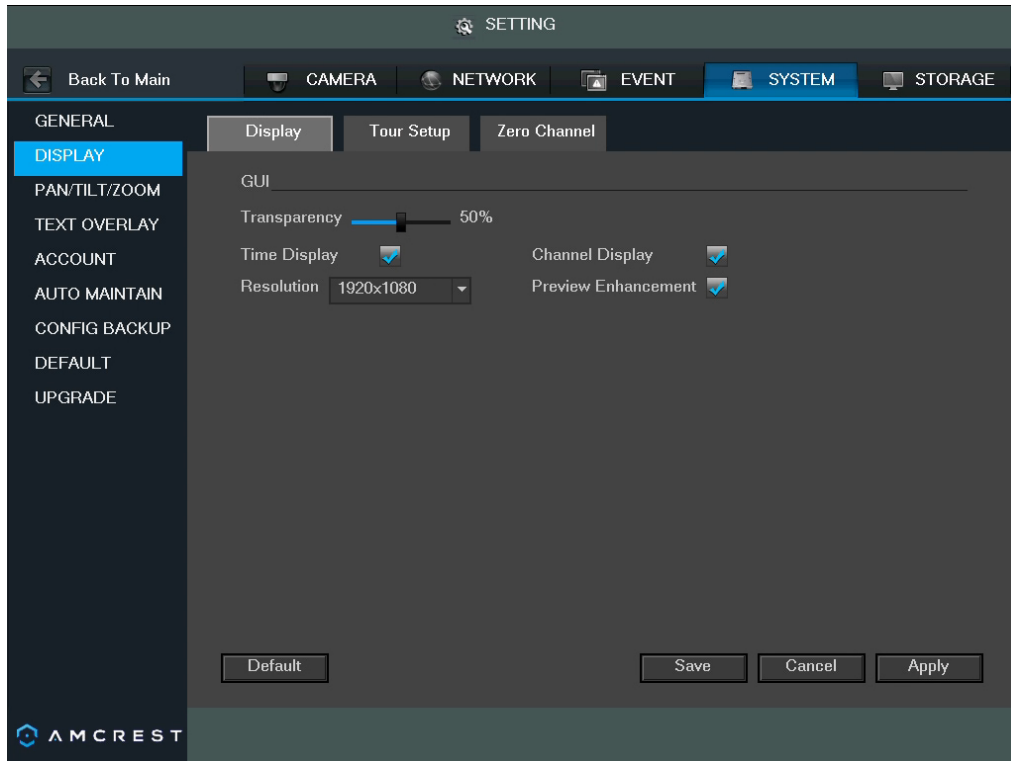 SETTING
Back To Main
CAMERA
NETWORK
EVENT
SYSTEM
STORAGE
GENERAL
DISPLAY
PAN/TILT/ZOOM
TEXT OVERLAY
ACCOUNT
AUTO MAINTAIN
CONFIG BACKUP
DEFAULT
UPGRADE
Display
Tour Setup
Zero Channel
GUI
Transparency 50%
Time Display
Channel Display
Resolution 1920x1080
Preview Enhancement
Default
Save
Cancel
Apply
AMCREST